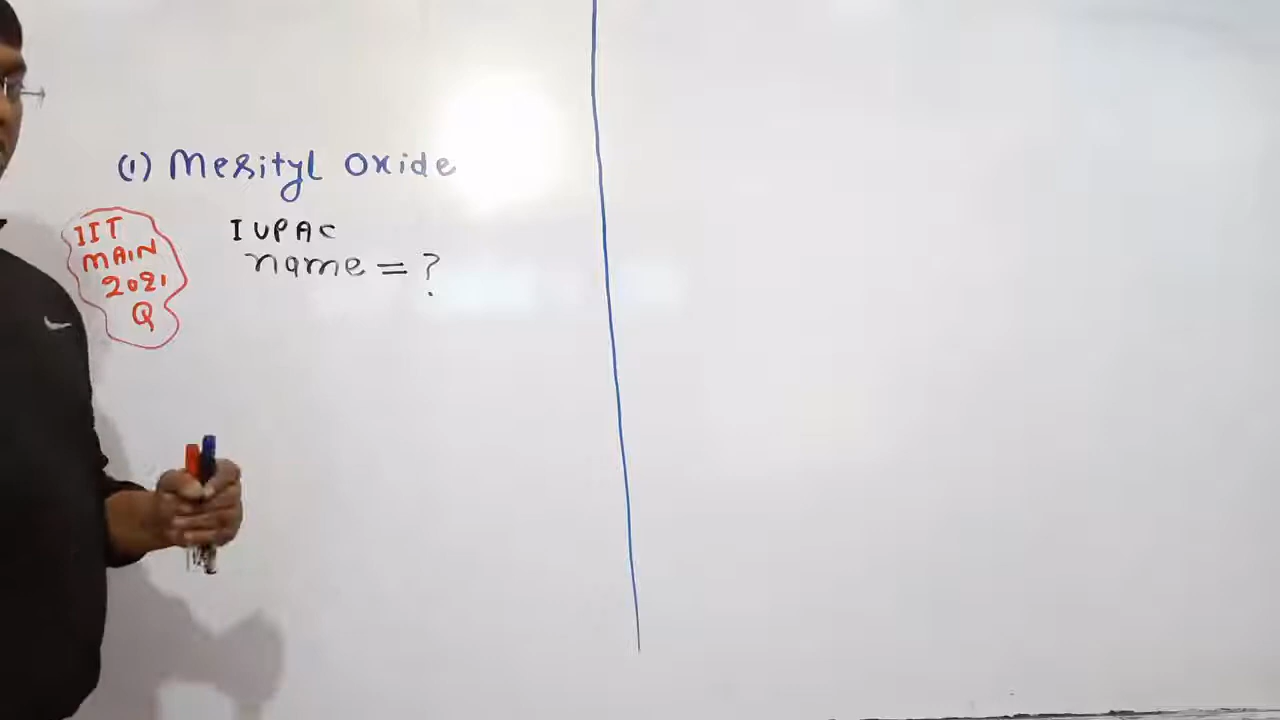 (1) Mesityl Oxide
IUPAC
name = ?
IIT
MAIN
2021
Q